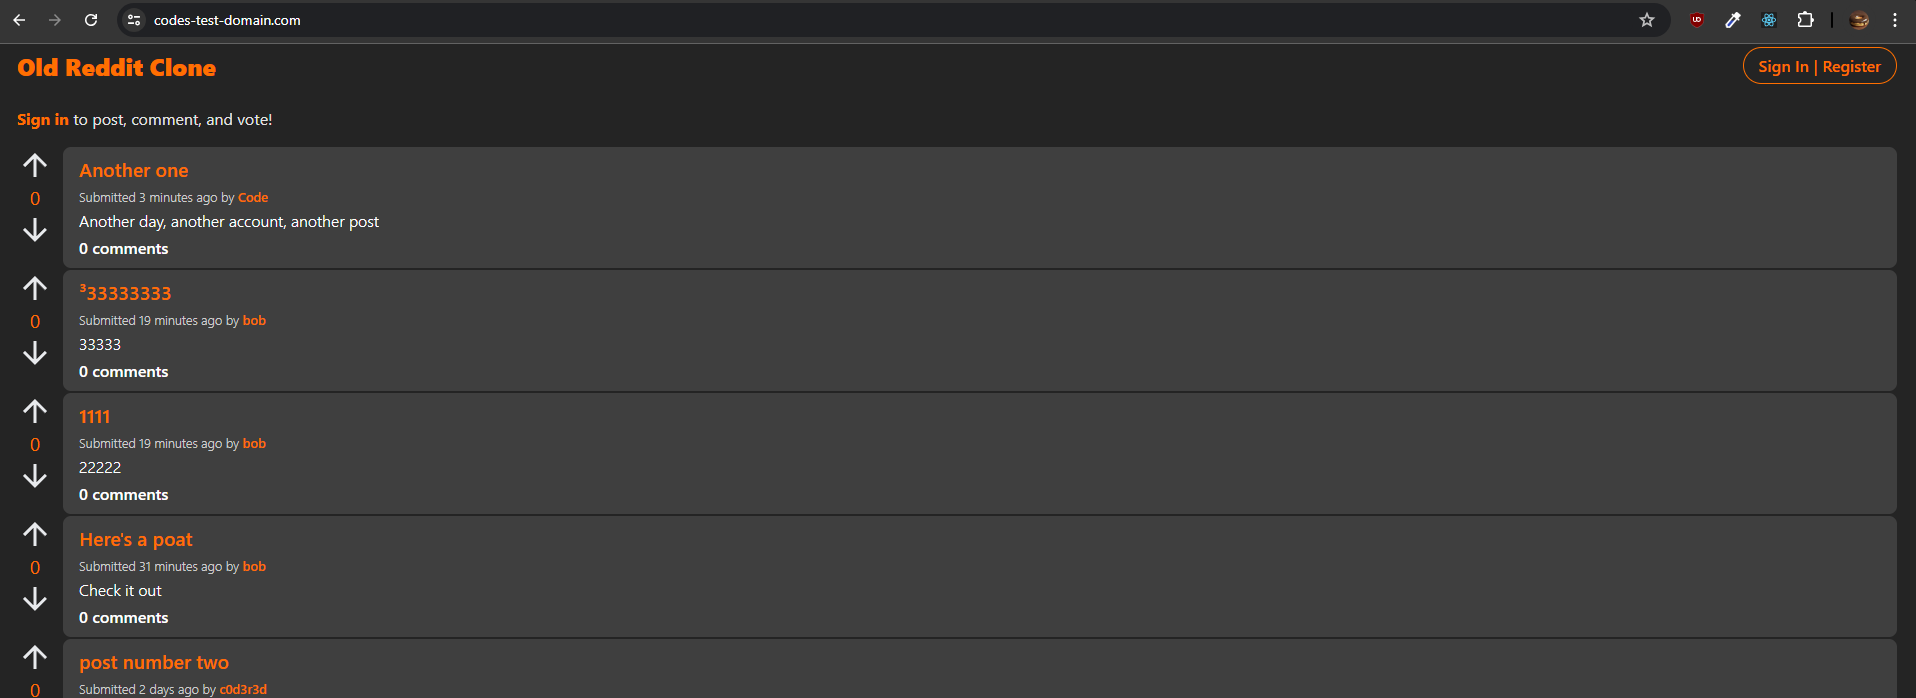 codes-test-domain.com
Old Reddit Clone
Sign In | Register
Sign in to post, comment, and vote!
Another one
0
Submitted 3 minutes ago by Code
Another day, another account, another post
0 comments
³33333333
0
Submitted 19 minutes ago by bob
33333
0 comments
1111
0
Submitted 19 minutes ago by bob
22222
0 comments
Here's a poat
0
Submitted 31 minutes ago by bob
Check it out
0 comments
post number two
0
Submitted 2 days ago by c0d3r3d